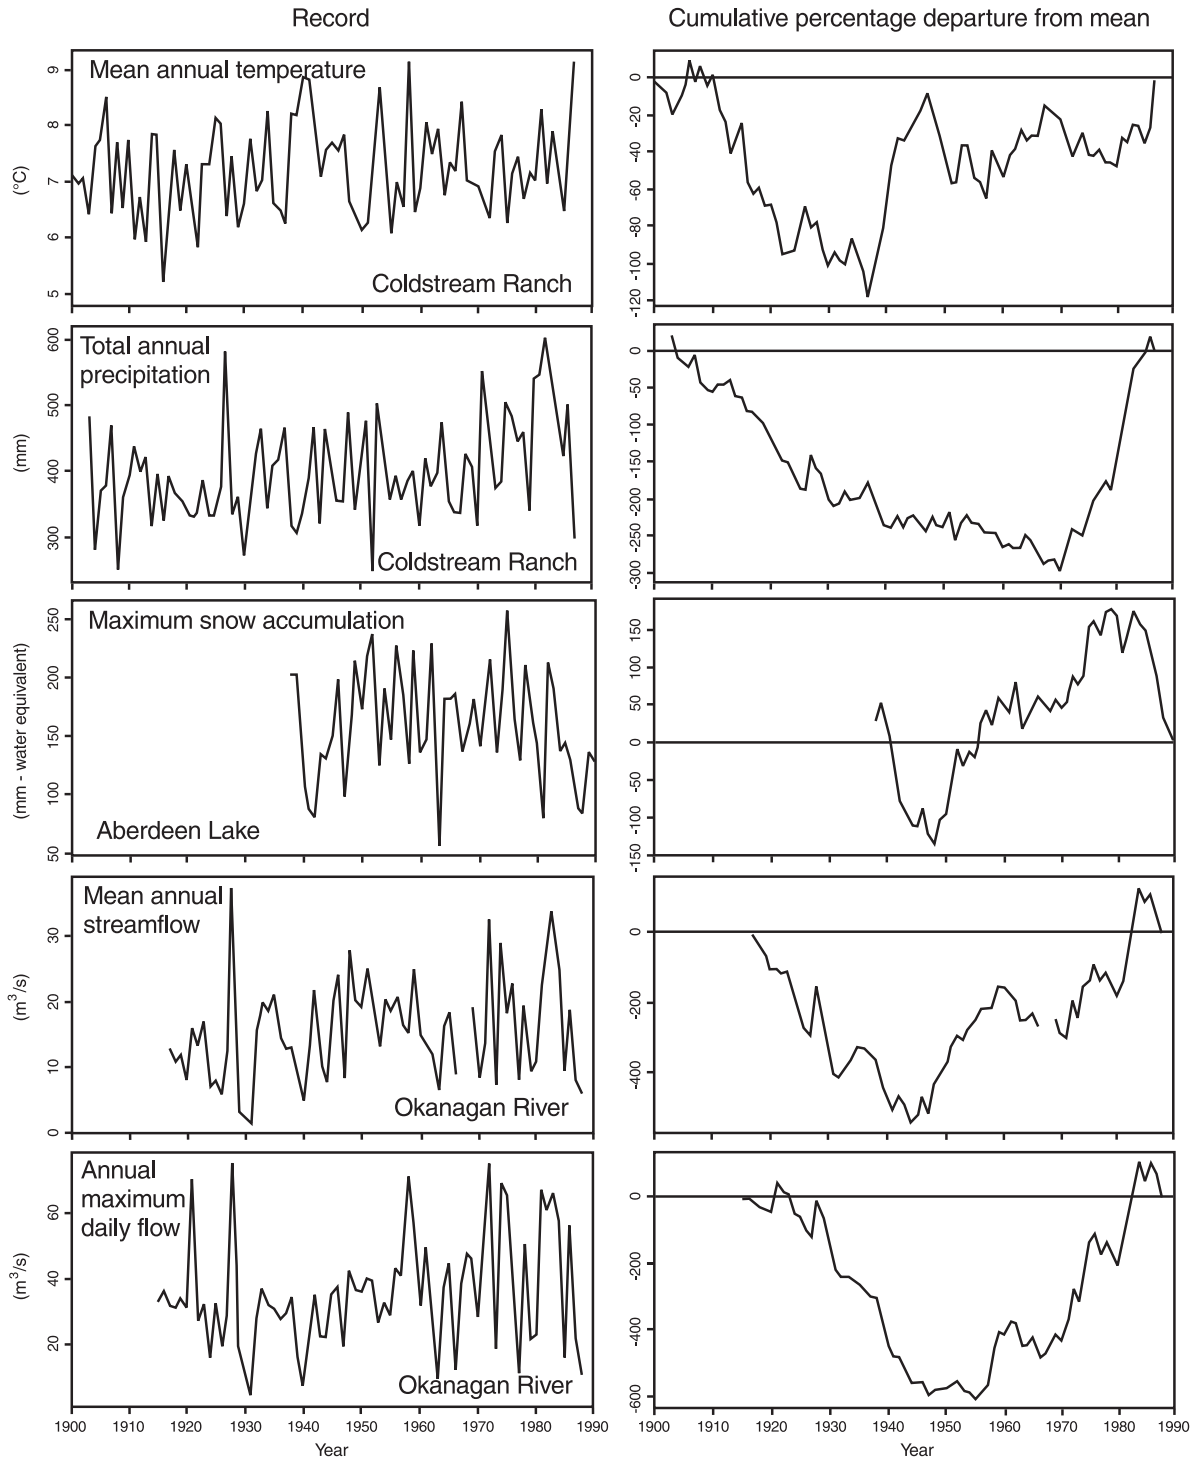 Record
Cumulative percentage departure from mean
Mean annual temperature
Coldstream Ranch
(°C)
9
8
7
6
5
0
-20
-40
-60
-80
-100
-120
Total annual
precipitation
Coldstream Ranch
(mm)
600
500
400
300
0
-50
-100
-150
-200
-250
-300
Maximum snow accumulation
Aberdeen Lake
(mm - water equivalent)
250
200
150
100
50
150
100
50
0
-50
-100
-150
Mean annual
streamflow
Okanagan River
(m³/s)
30
20
10
0
0
-200
-400
Annual
maximum
daily flow
Okanagan River
(m³/s)
60
40
20
0
-200
-400
-600
1900 1910 1920 1930 1940 1950 1960 1970 1980 1990
Year
1900 1910 1920 1930 1940 1950 1960 1970 1980 1990
Year